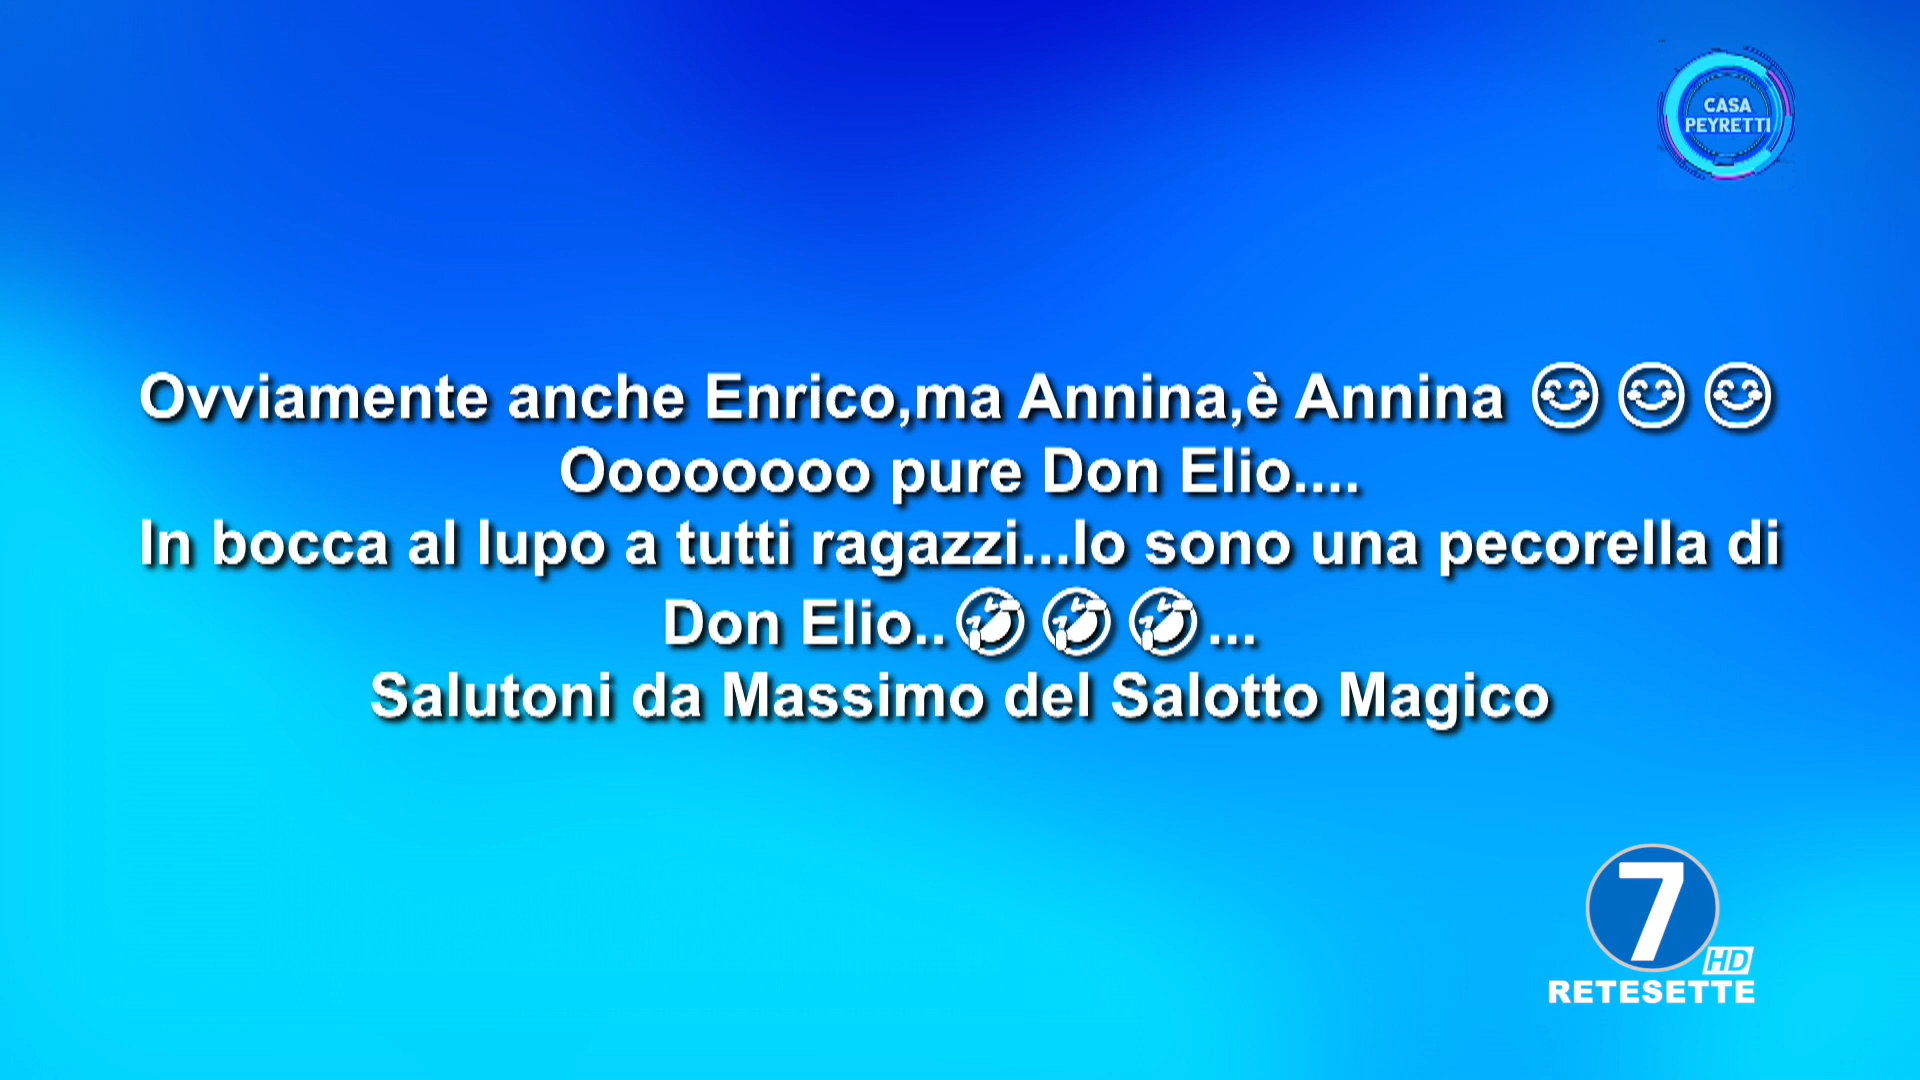 CASA
PEYRETTI
Ovviamente anche Enrico,ma Annina,è Annina 😊😊😊
Oooooooo pure Don Elio....
In bocca al lupo a tutti ragazzi...Io sono una pecorella di
Don Elio..🤣🤣🤣...
Salutoni da Massimo del Salotto Magico
7
HD
RETESETTE